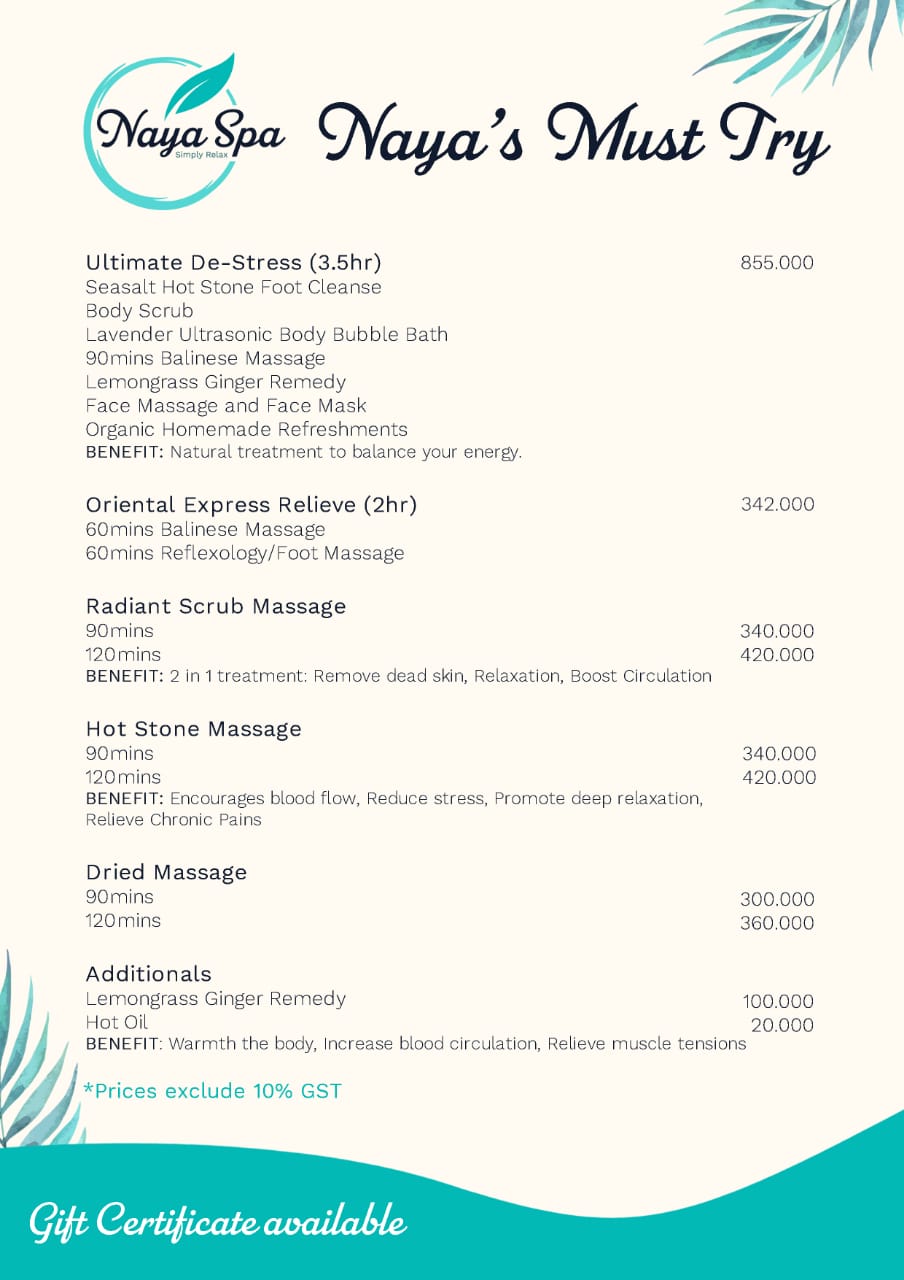 Naya Spa
Simply Relax
Naya's Must Try
Ultimate De-Stress (3.5hr) 855.000
Seasalt Hot Stone Foot Cleanse
Body Scrub
Lavender Ultrasonic Body Bubble Bath
90mins Balinese Massage
Lemongrass Ginger Remedy
Face Massage and Face Mask
Organic Homemade Refreshments
BENEFIT: Natural treatment to balance your energy.
Oriental Express Relieve (2hr) 342.000
60mins Balinese Massage
60mins Reflexology/Foot Massage
Radiant Scrub Massage
90mins 340.000
120mins 420.000
BENEFIT: 2 in 1 treatment: Remove dead skin, Relaxation, Boost Circulation
Hot Stone Massage
90mins 340.000
120mins 420.000
BENEFIT: Encourages blood flow, Reduce stress, Promote deep relaxation,
Relieve Chronic Pains
Dried Massage
90mins 300.000
120mins 360.000
Additionals
Lemongrass Ginger Remedy 100.000
Hot Oil 20.000
BENEFIT: Warmth the body, Increase blood circulation, Relieve muscle tensions
*Prices exclude 10% GST
Gift Certificate available